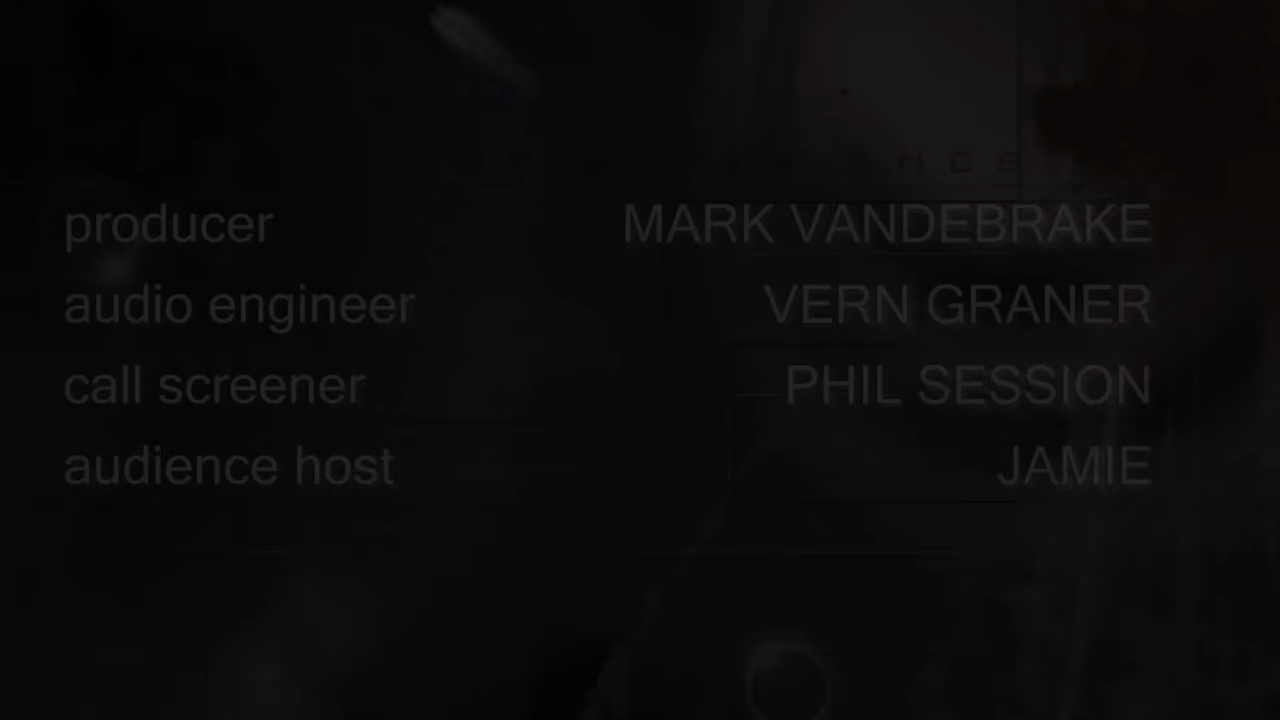 producer MARK VANDEBRAKE
audio engineer VERN GRANER
call screener PHIL SESSION
audience host JAMIE